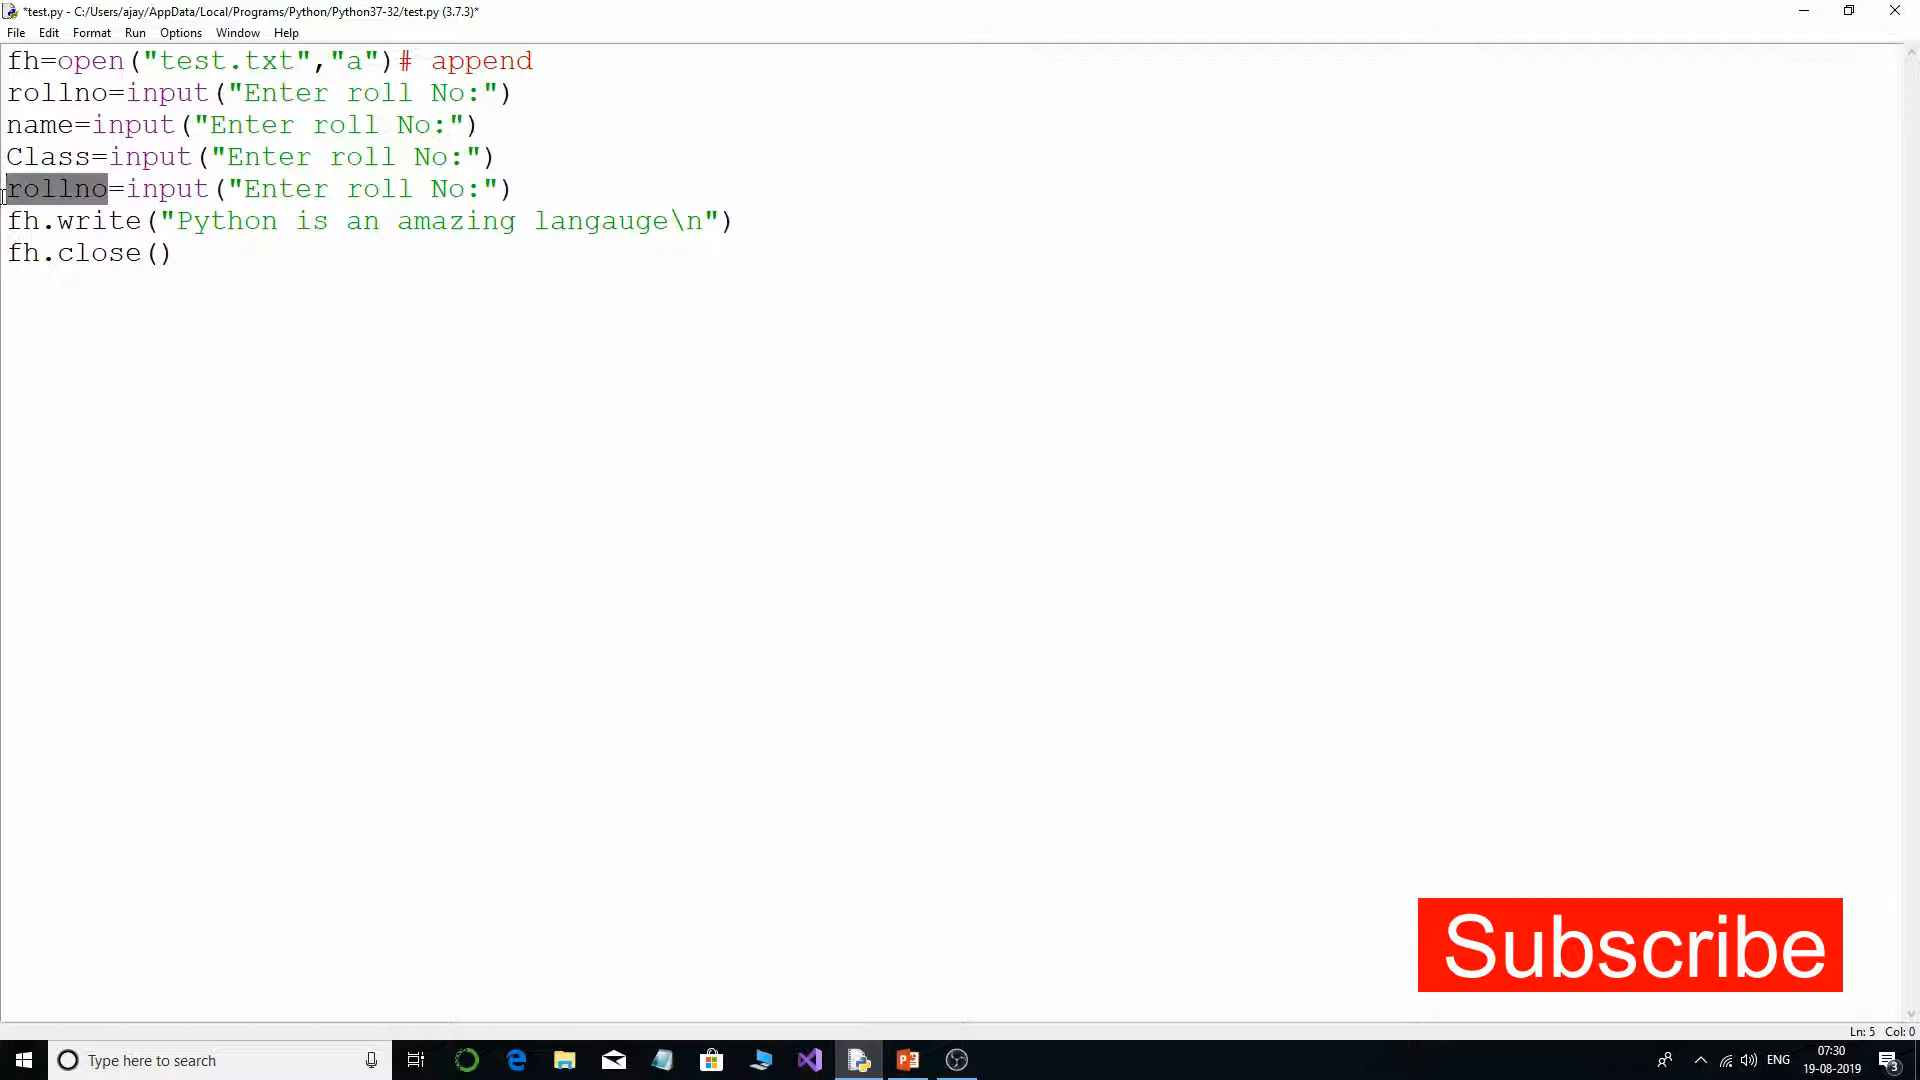 *test.py - C:/Users/ajay/AppData/Local/Programs/Python/Python37-32/test.py (3.7.3)*
File Edit Format Run Options Window Help
fh=open("test.txt","a")# append
rollno=input("Enter roll No:")
name=input("Enter roll No:")
Class=input("Enter roll No:")
rollno=input("Enter roll No:")
fh.write("Python is an amazing langauge\n")
fh.close()
Subscribe
Ln: 5 Col: 0
Type here to search
ENG
07:30
19-08-2019
3